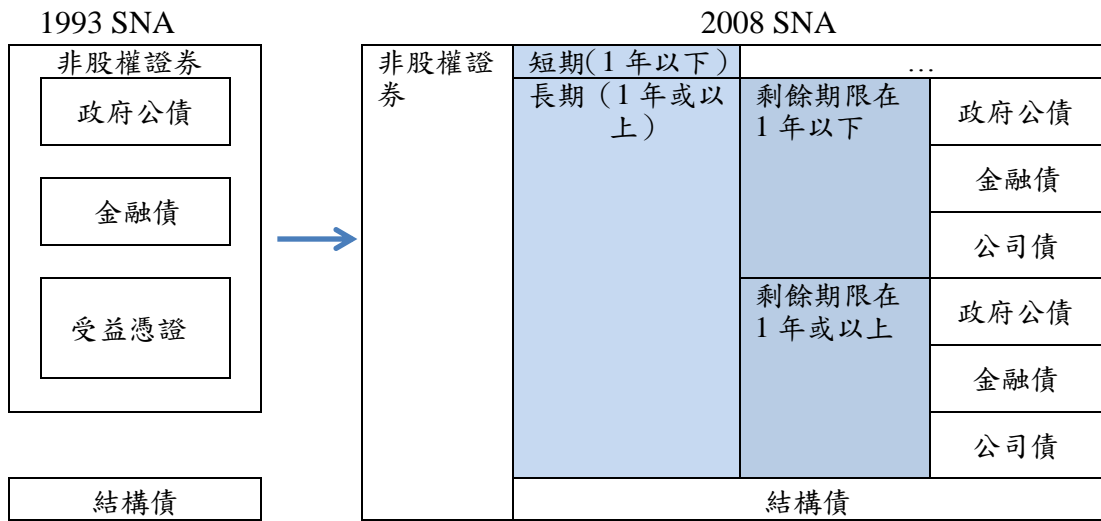 1993 SNA
非股權證券
政府公債
金融債
受益憑證
結構債
2008 SNA
非股權證
券
短期(1 年以下)
…
長期（1 年或以
上）
剩餘期限在
1 年以下
政府公債
金融債
公司債
剩餘期限在
1 年或以上
政府公債
金融債
公司債
結構債